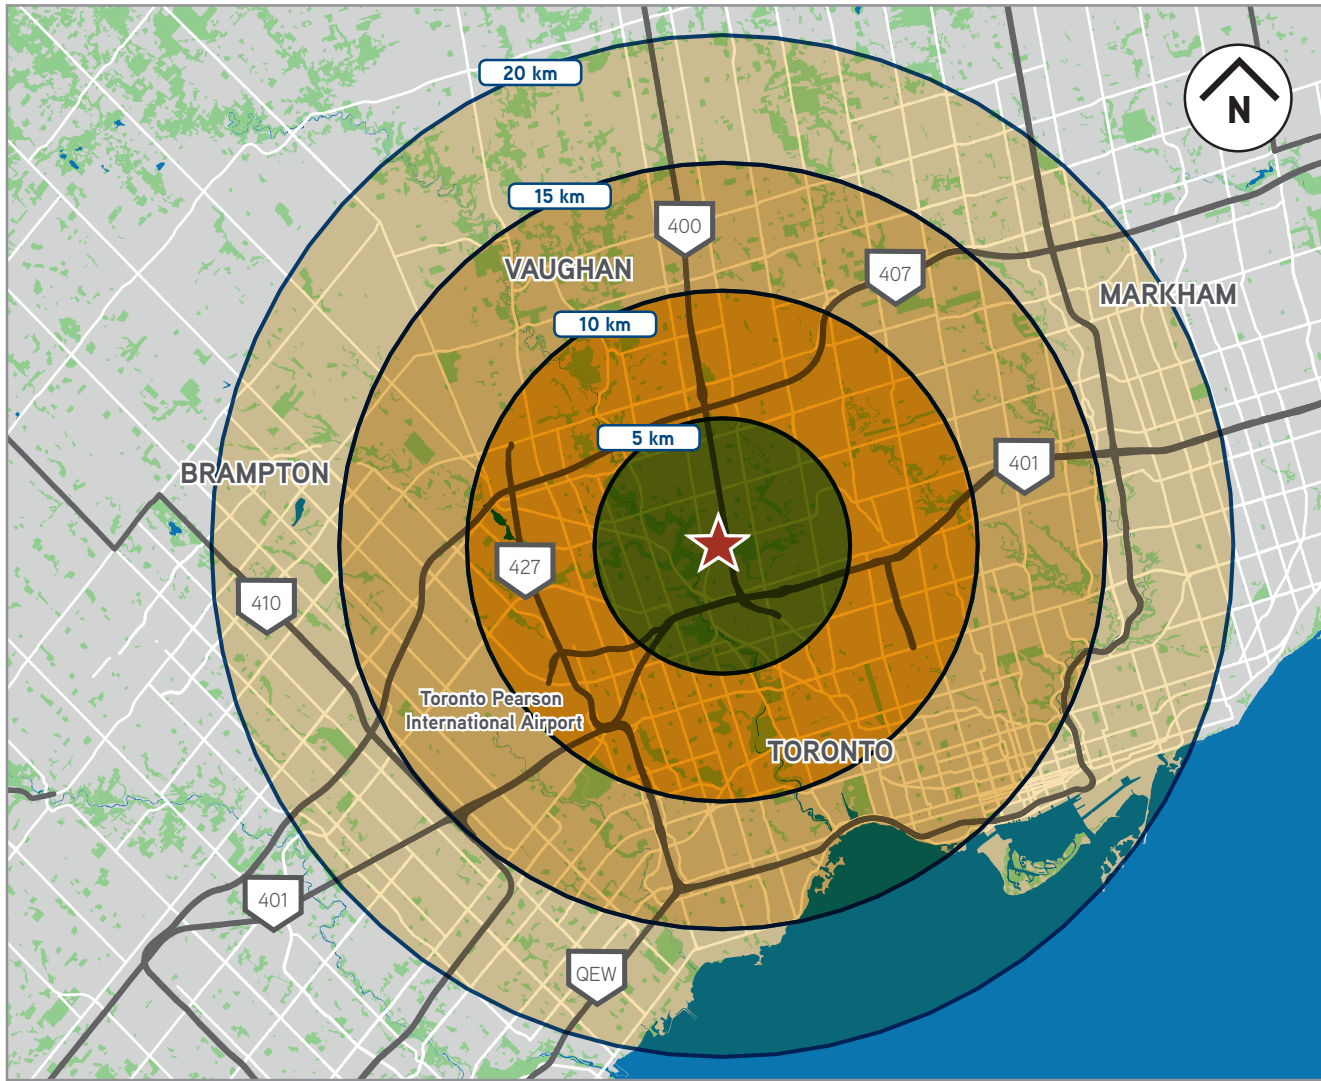 20 km
N
15 km
400
VAUGHAN
407
MARKHAM
10 km
5 km
401
BRAMPTON
427
410
Toronto Pearson
International Airport
TORONTO
401
QEW